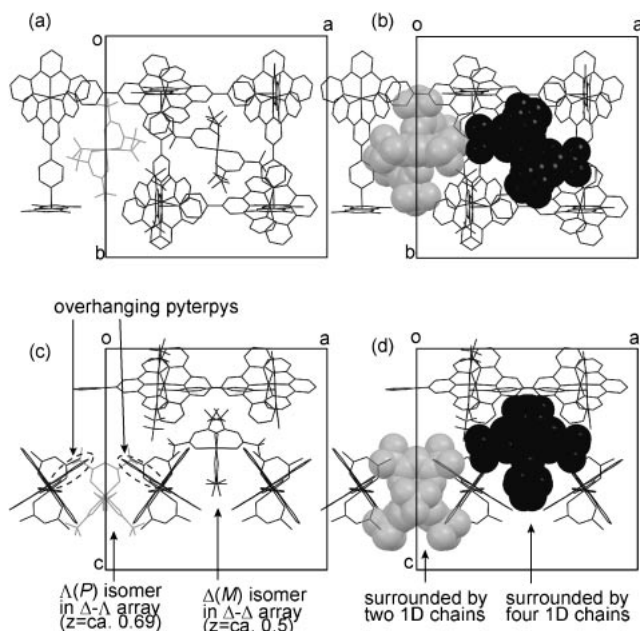 (a)
o
a
b
(b)
o
a
b
overhanging pyterpys
(c)
o
a
c
Λ(P) isomer
in Δ-Λ array
(z=ca. 0.69)
Δ(M) isomer
in Δ-Δ array
(z=ca. 0.5)
(d)
o
a
c
surrounded by
two 1D chains
surrounded by
four 1D chains